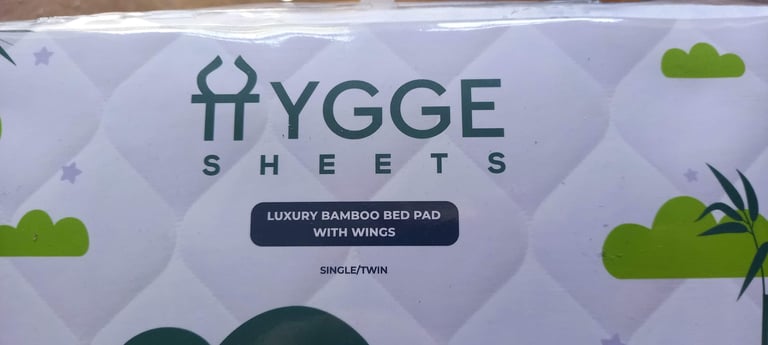 HYGGE
SHEETS
LUXURY BAMBOO BED PAD
WITH WINGS
SINGLE/TWIN